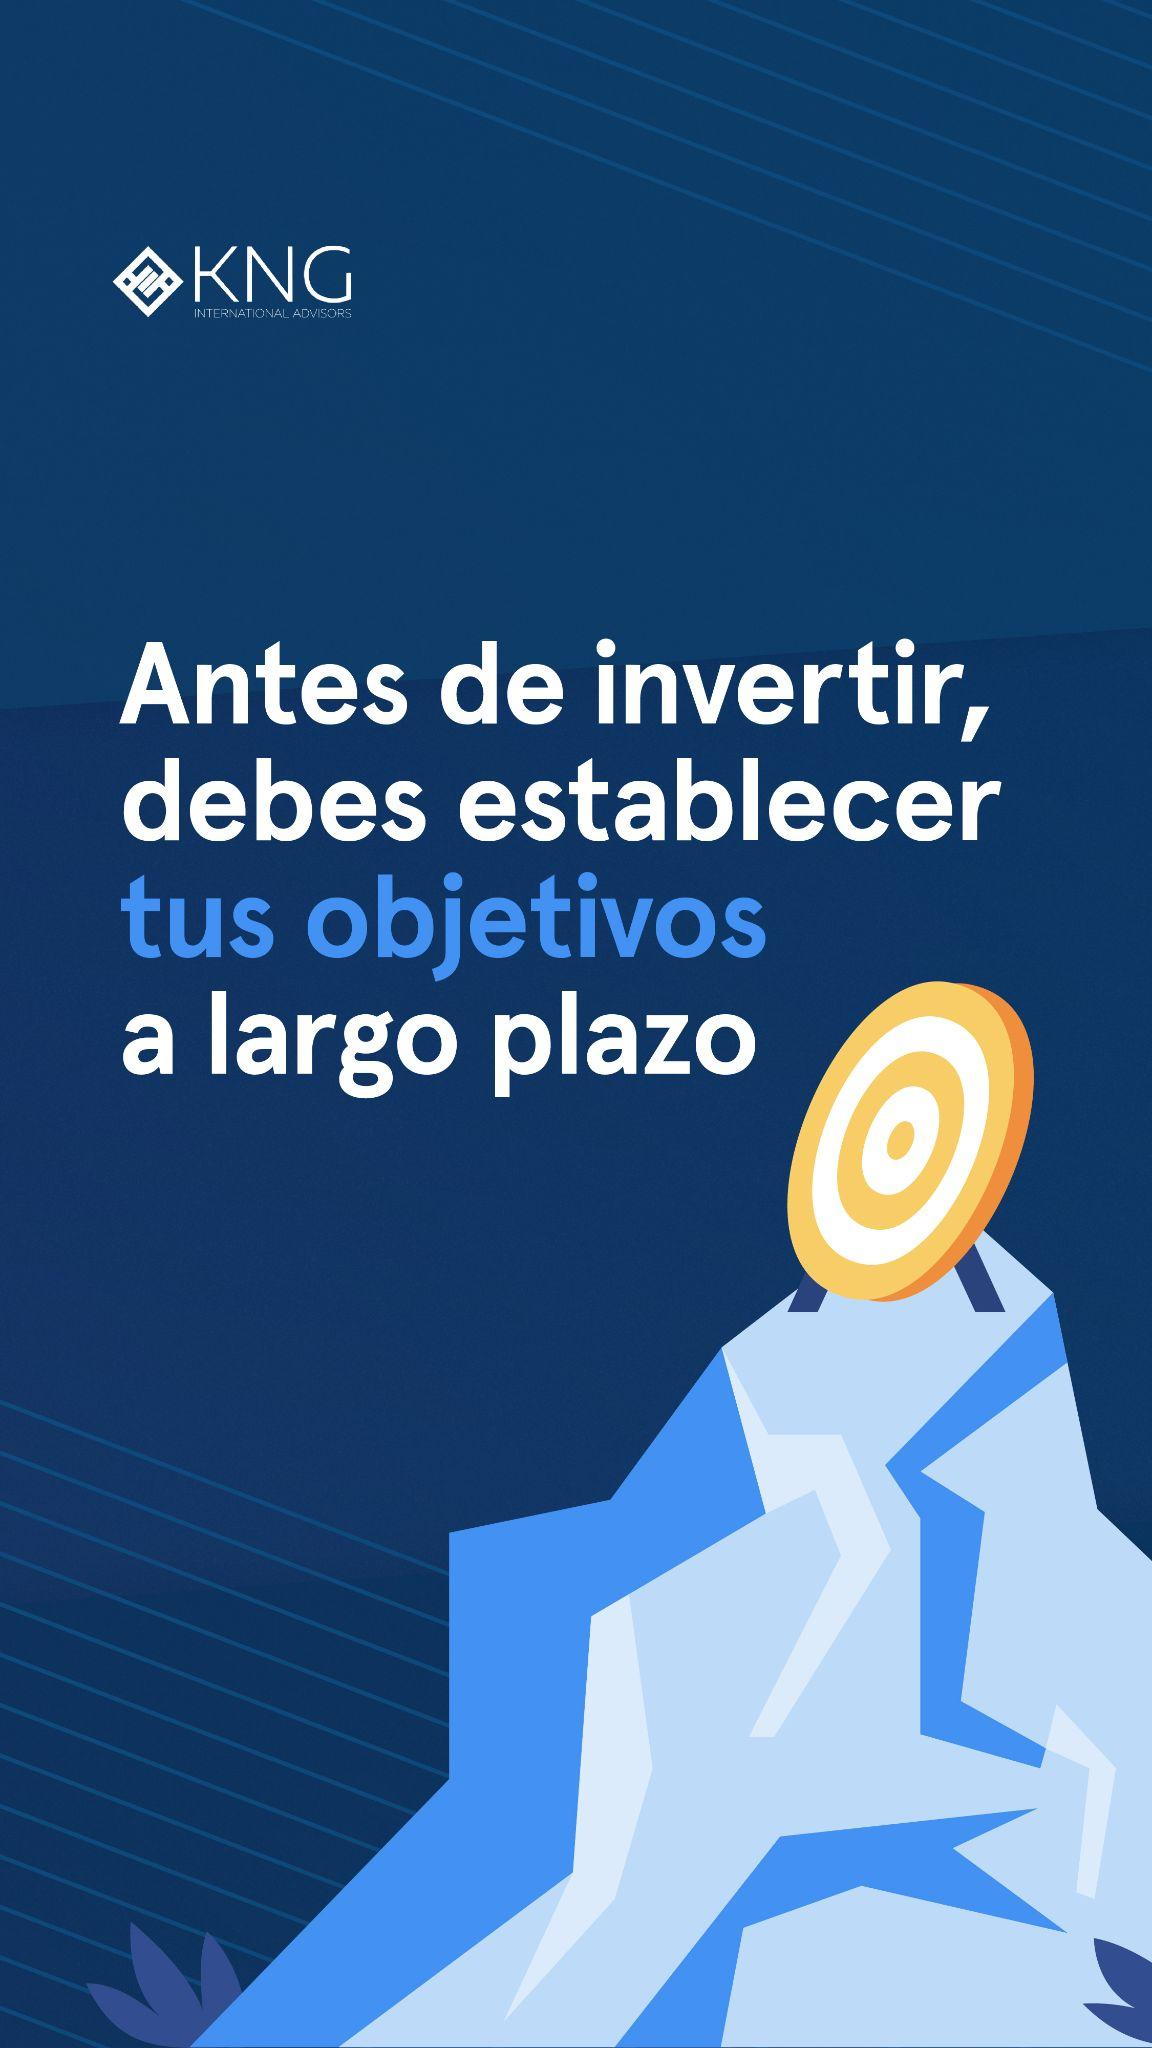 KNG
INTERNATIONAL ADVISORS
Antes de invertir,
debes establecer
tus objetivos
a largo plazo